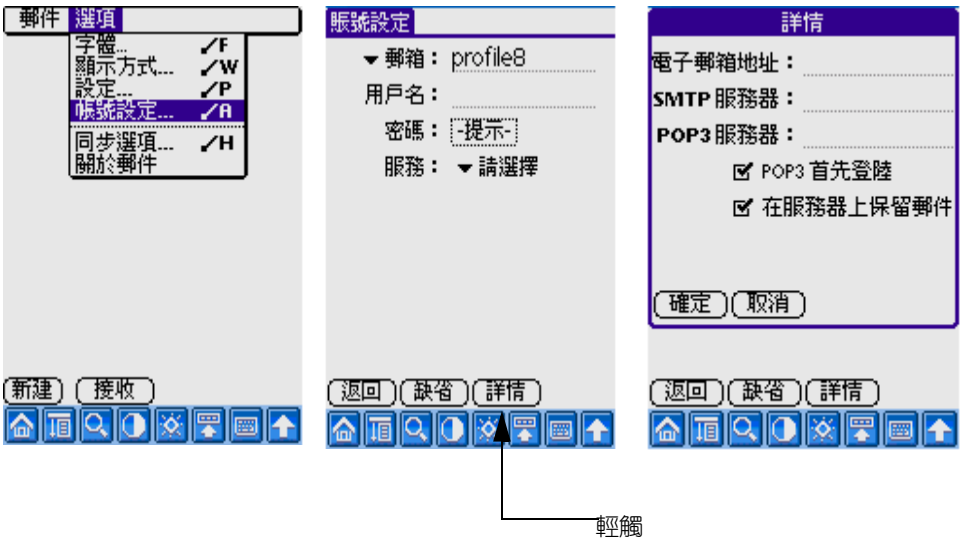 郵件 選項
字體... ✓F
顯示方式... ✓W
設定... ✓P
帳號設定... ✓A
同步選項... ✓H
關於郵件
新建 接收
賬號設定
郵箱： profile8
用戶名：
密碼： -提示-
服務： 請選擇
返回 缺省 詳情
詳情
電子郵箱地址：
SMTP 服務器：
POP3 服務器：
POP3 首先登陸
在服務器上保留郵件
確定 取消
返回 缺省 詳情
輕觸